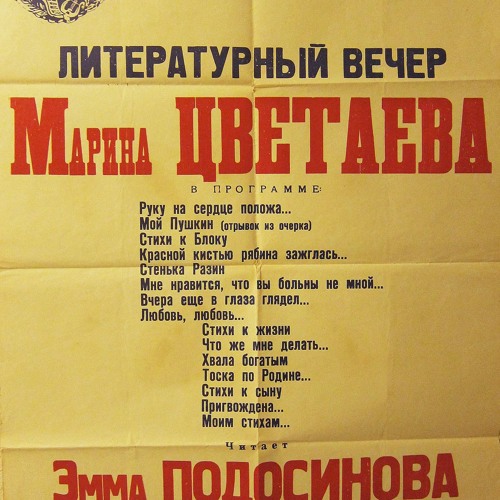 ЛИТЕРАТУРНЫЙ ВЕЧЕР
МАРИНА ЦВЕТАЕВА
В ПРОГРАММЕ:
Руку на сердце положа...
Мой Пушкин (отрывок из очерка)
Стихи к Блоку
Красной кистью рябина зажглась...
Стенька Разин
Мне нравится, что вы больны не мной...
Вчера еще в глаза глядел...
Любовь, любовь...
Стихи к жизни
Что же мне делать...
Хвала богатым
Тоска по Родине...
Стихи к сыну
Пригвождена...
Моим стихам...
Читает
ЭММА ПОДОСИНОВА